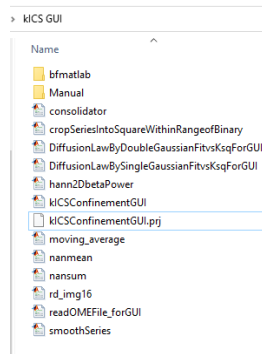 > kICS GUI
Name
bfmatlab
Manual
consolidator
cropSeriesIntoSquareWithinRangeofBinary
DiffusionLawByDoubleGaussianFitvsKsqForGUI
DiffusionLawBySingleGaussianFitvsKsqForGUI
hann2DbetaPower
kICSConfinementGUI
kICSConfinementGUI.prj
moving_average
nanmean
nansum
rd_img16
readOMEFile_forGUI
smoothSeries